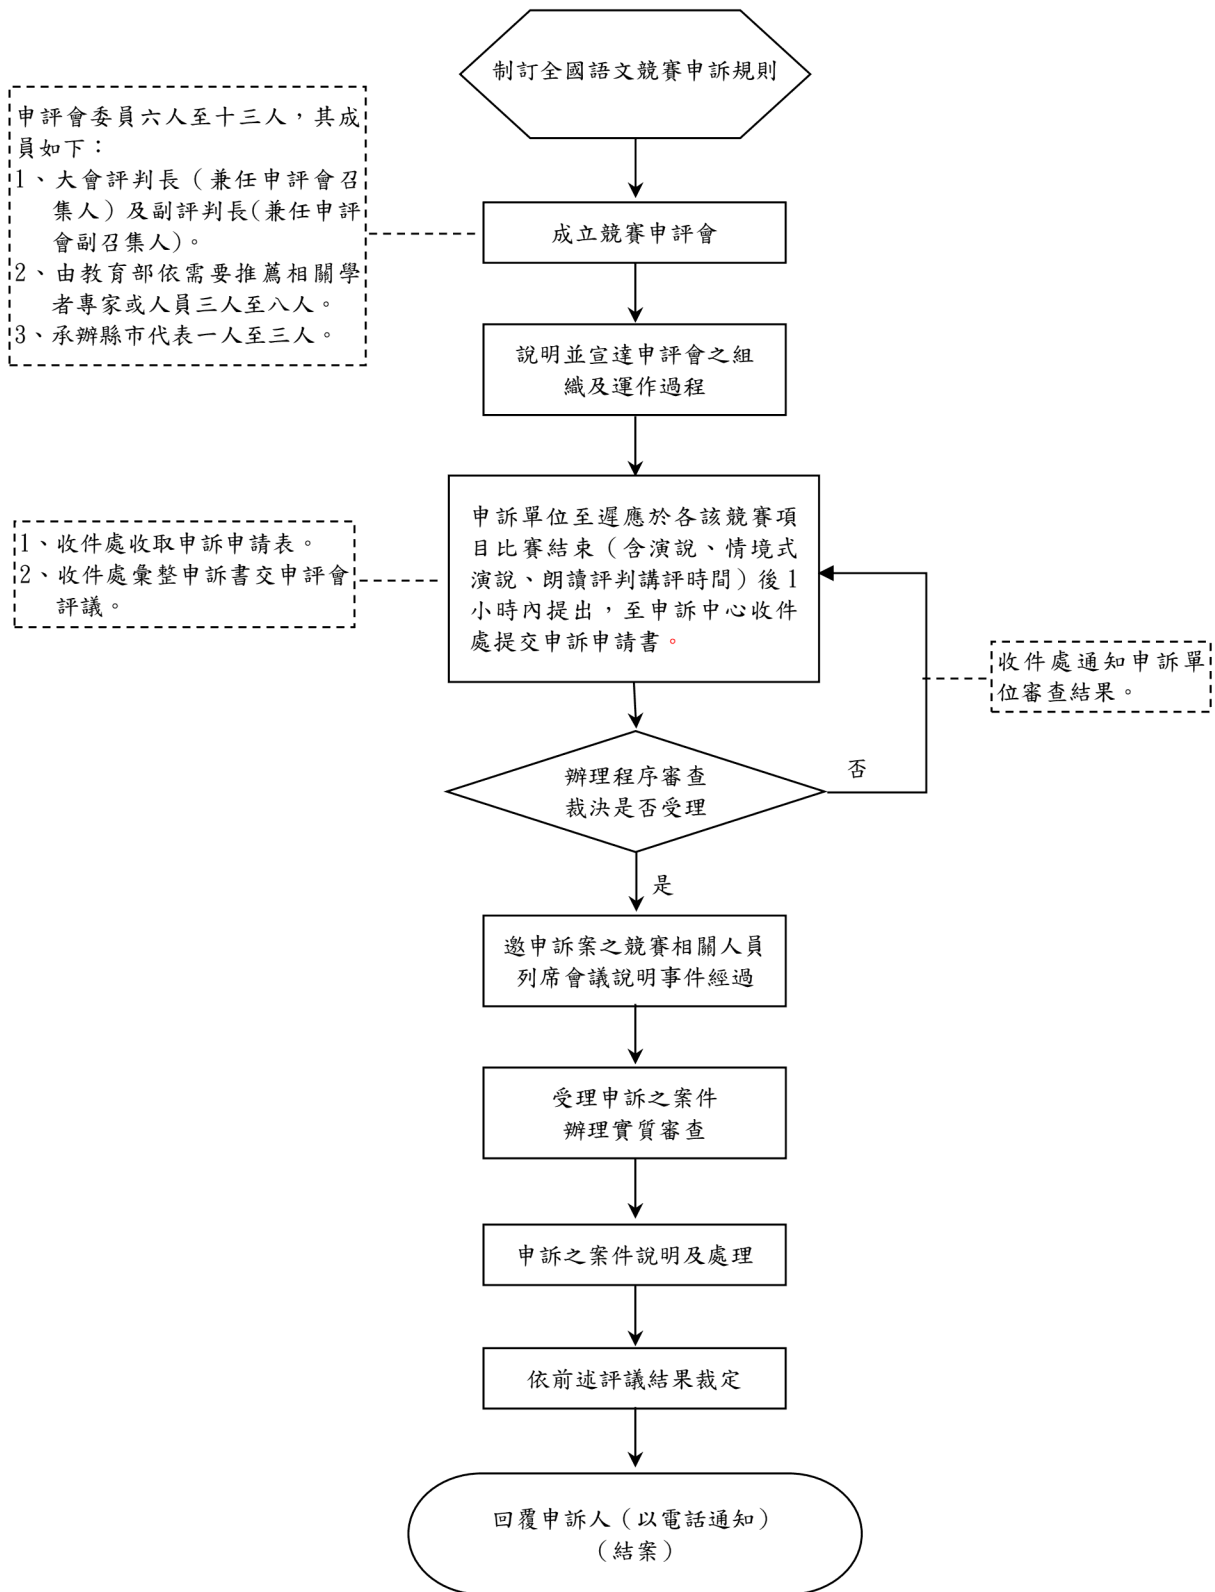 制訂全國語文競賽申訴規則
申評會委員六人至十三人，其成
員如下：
1、大會評判長（兼任申評會召
集人）及副評判長(兼任申評
會副召集人)。
2、由教育部依需要推薦相關學
者專家或人員三人至八人。
3、承辦縣市代表一人至三人。
成立競賽申評會
說明並宣達申評會之組
織及運作過程
申訴單位至遲應於各該競賽項
目比賽結束（含演說、情境式
演說、朗讀評判講評時間）後1
小時內提出，至申訴中心收件
處提交申訴申請書。
1、收件處收取申訴申請表。
2、收件處彙整申訴書交申評會
評議。
收件處通知申訴單
位審查結果。
辦理程序審查
裁決是否受理
否
是
邀申訴案之競賽相關人員
列席會議說明事件經過
受理申訴之案件
辦理實質審查
申訴之案件說明及處理
依前述評議結果裁定
回覆申訴人（以電話通知）
（結案）